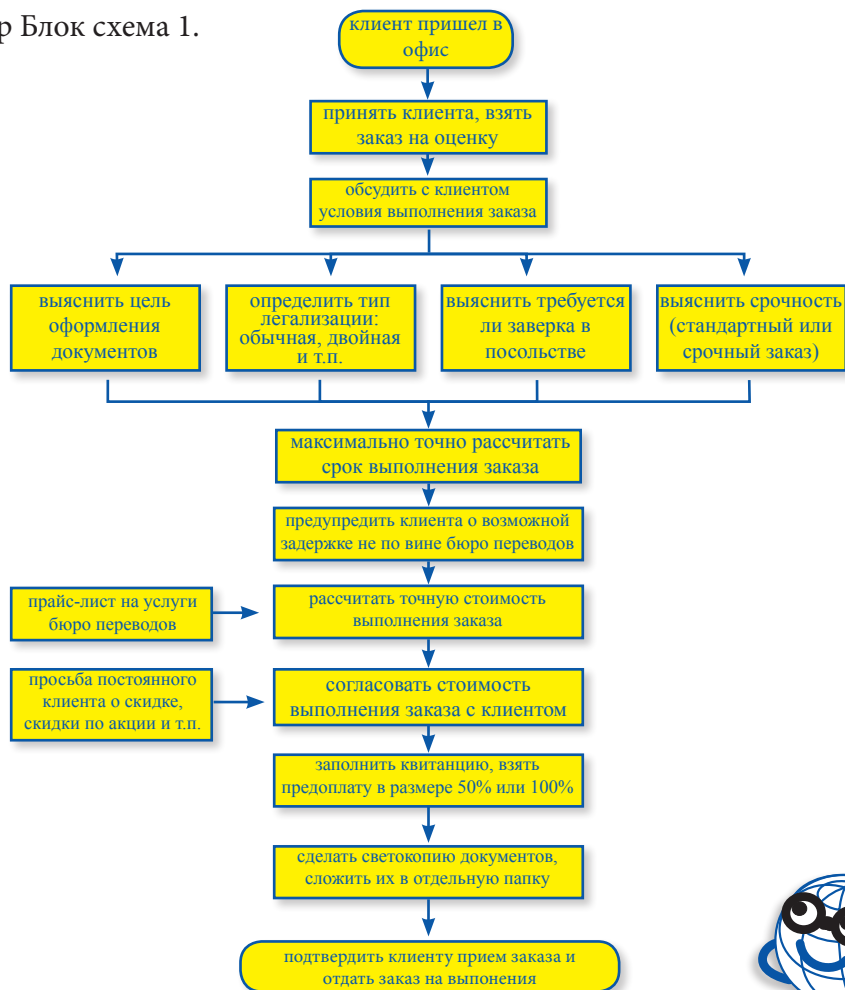 р Блок схема 1.
клиент пришел в
офис
принять клиента, взять
заказ на оценку
обсудить с клиентом
условия выполнения заказа
выяснить цель
оформления
документов
определить тип
легализации:
обычная, двойная
и т.п.
выяснить требуется
ли заверка в
посольстве
выяснить срочность
(стандартный или
срочный заказ)
максимально точно рассчитать
срок выполнения заказа
предупредить клиента о возможной
задержке не по вине бюро переводов
прайс-лист на услуги
бюро переводов
рассчитать точную стоимость
выполнения заказа
просьба постоянного
клиента о скидке,
скидки по акции и т.п.
согласовать стоимость
выполнения заказа с клиентом
заполнить квитанцию, взять
предоплату в размере 50% или 100%
сделать светокопию документов,
сложить их в отдельную папку
подтвердить клиенту прием заказа и
отдать заказ на выпонения